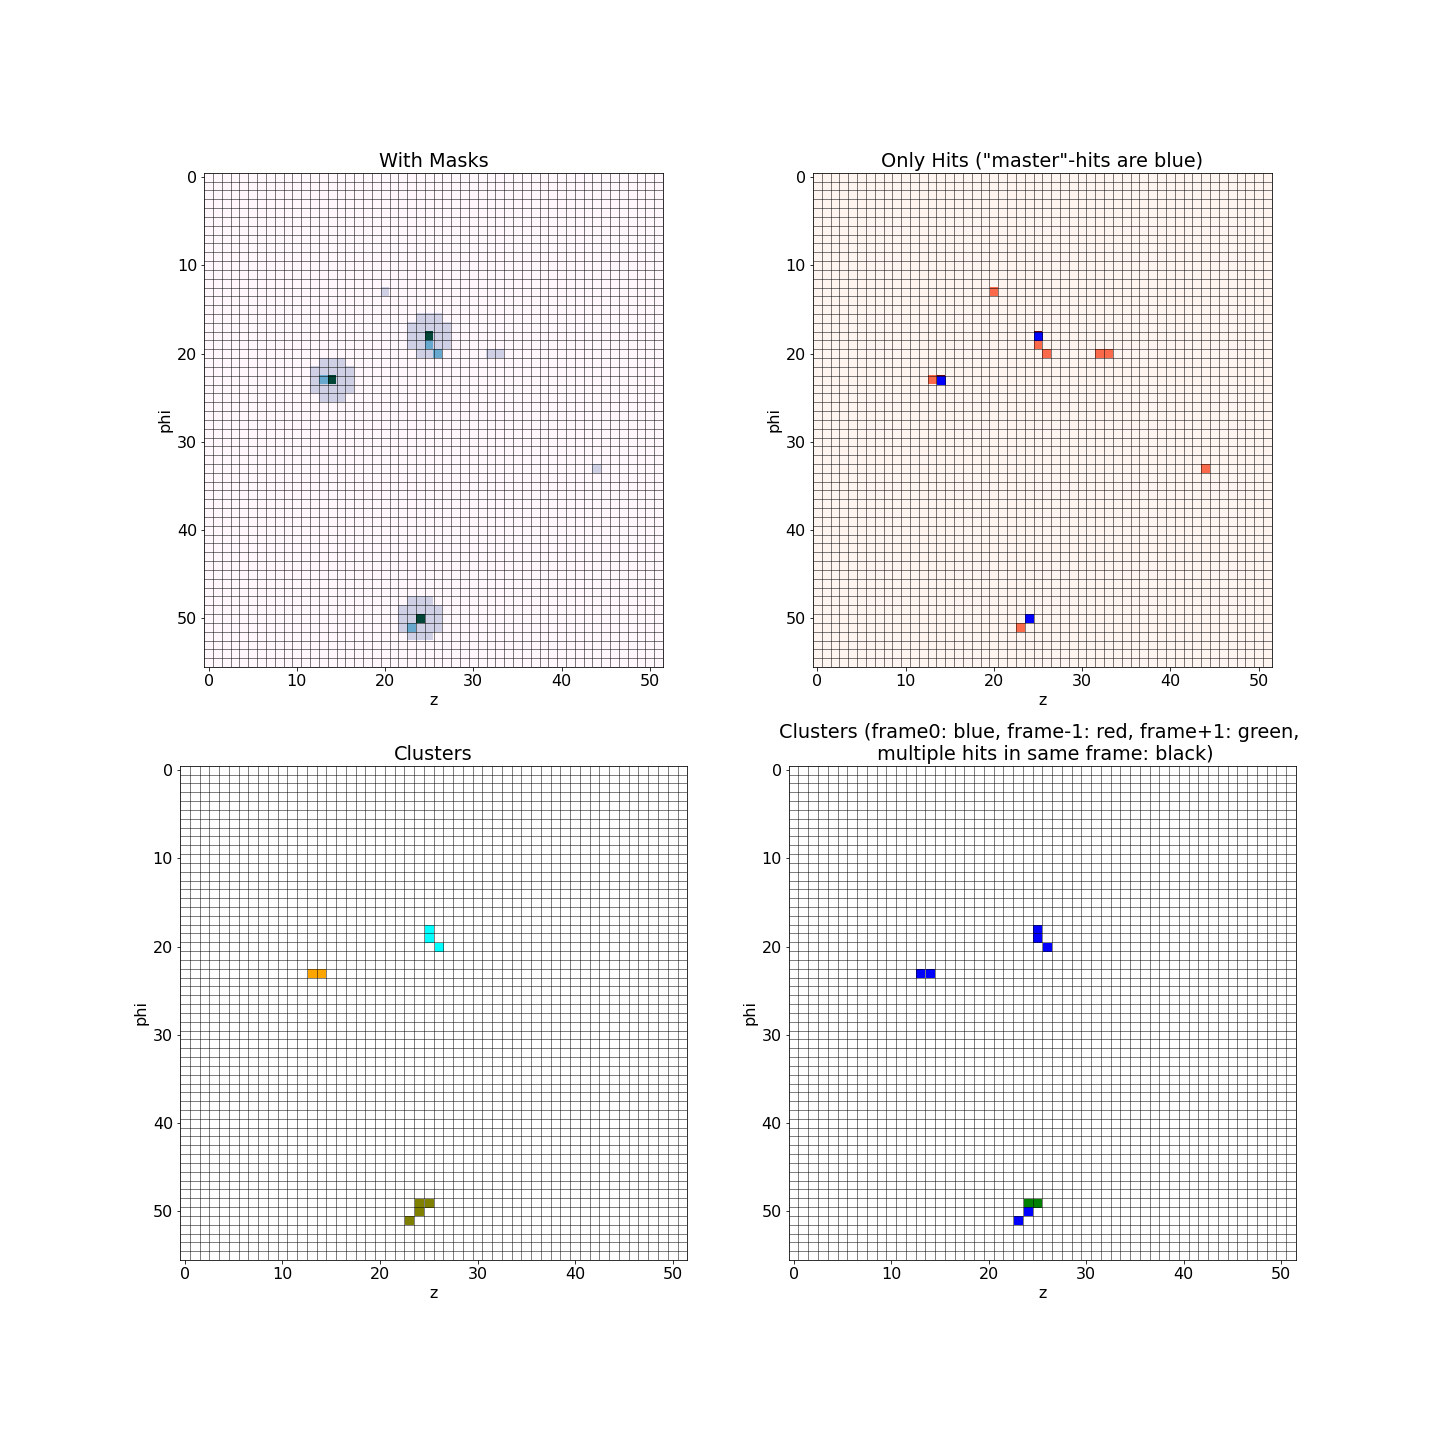 With Masks
0
10
20
30
40
50
phi
0 10 20 30 40 50
z
Only Hits ("master"-hits are blue)
0
10
20
30
40
50
phi
0 10 20 30 40 50
z
Clusters
0
10
20
30
40
50
phi
0 10 20 30 40 50
z
Clusters (frame0: blue, frame-1: red, frame+1: green,
multiple hits in same frame: black)
0
10
20
30
40
50
phi
0 10 20 30 40 50
z